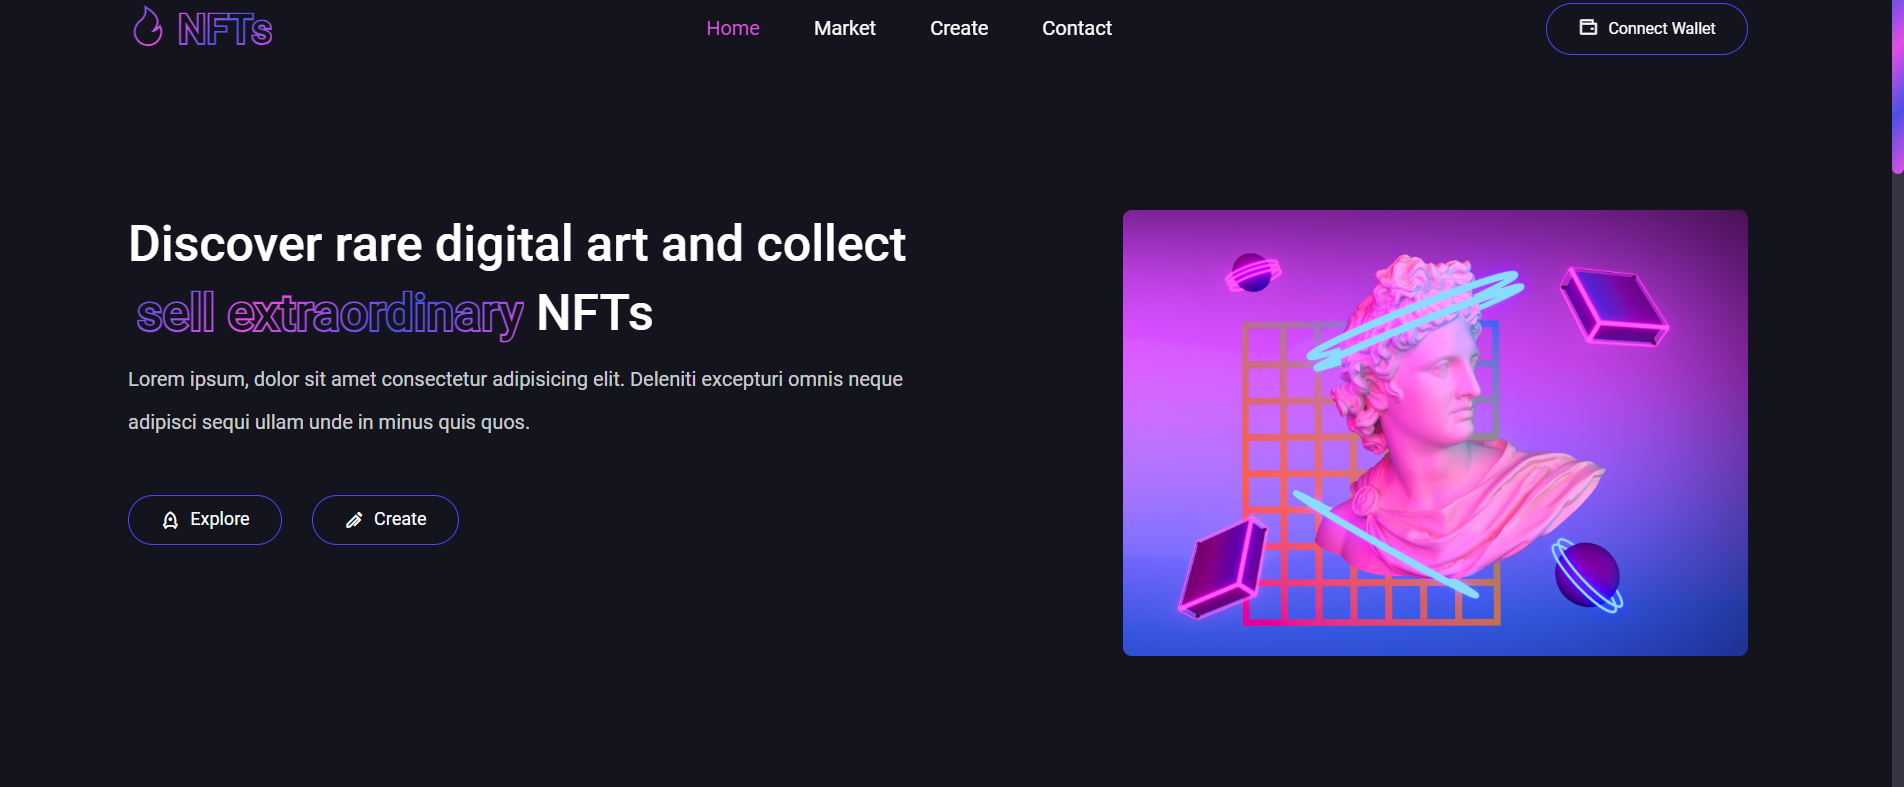 NFTs
Home Market Create Contact
Connect Wallet
Discover rare digital art and collect
sell extraordinary NFTs
Lorem ipsum, dolor sit amet consectetur adipisicing elit. Deleniti excepturi omnis neque
adipisci sequi ullam unde in minus quis quos.
Explore Create